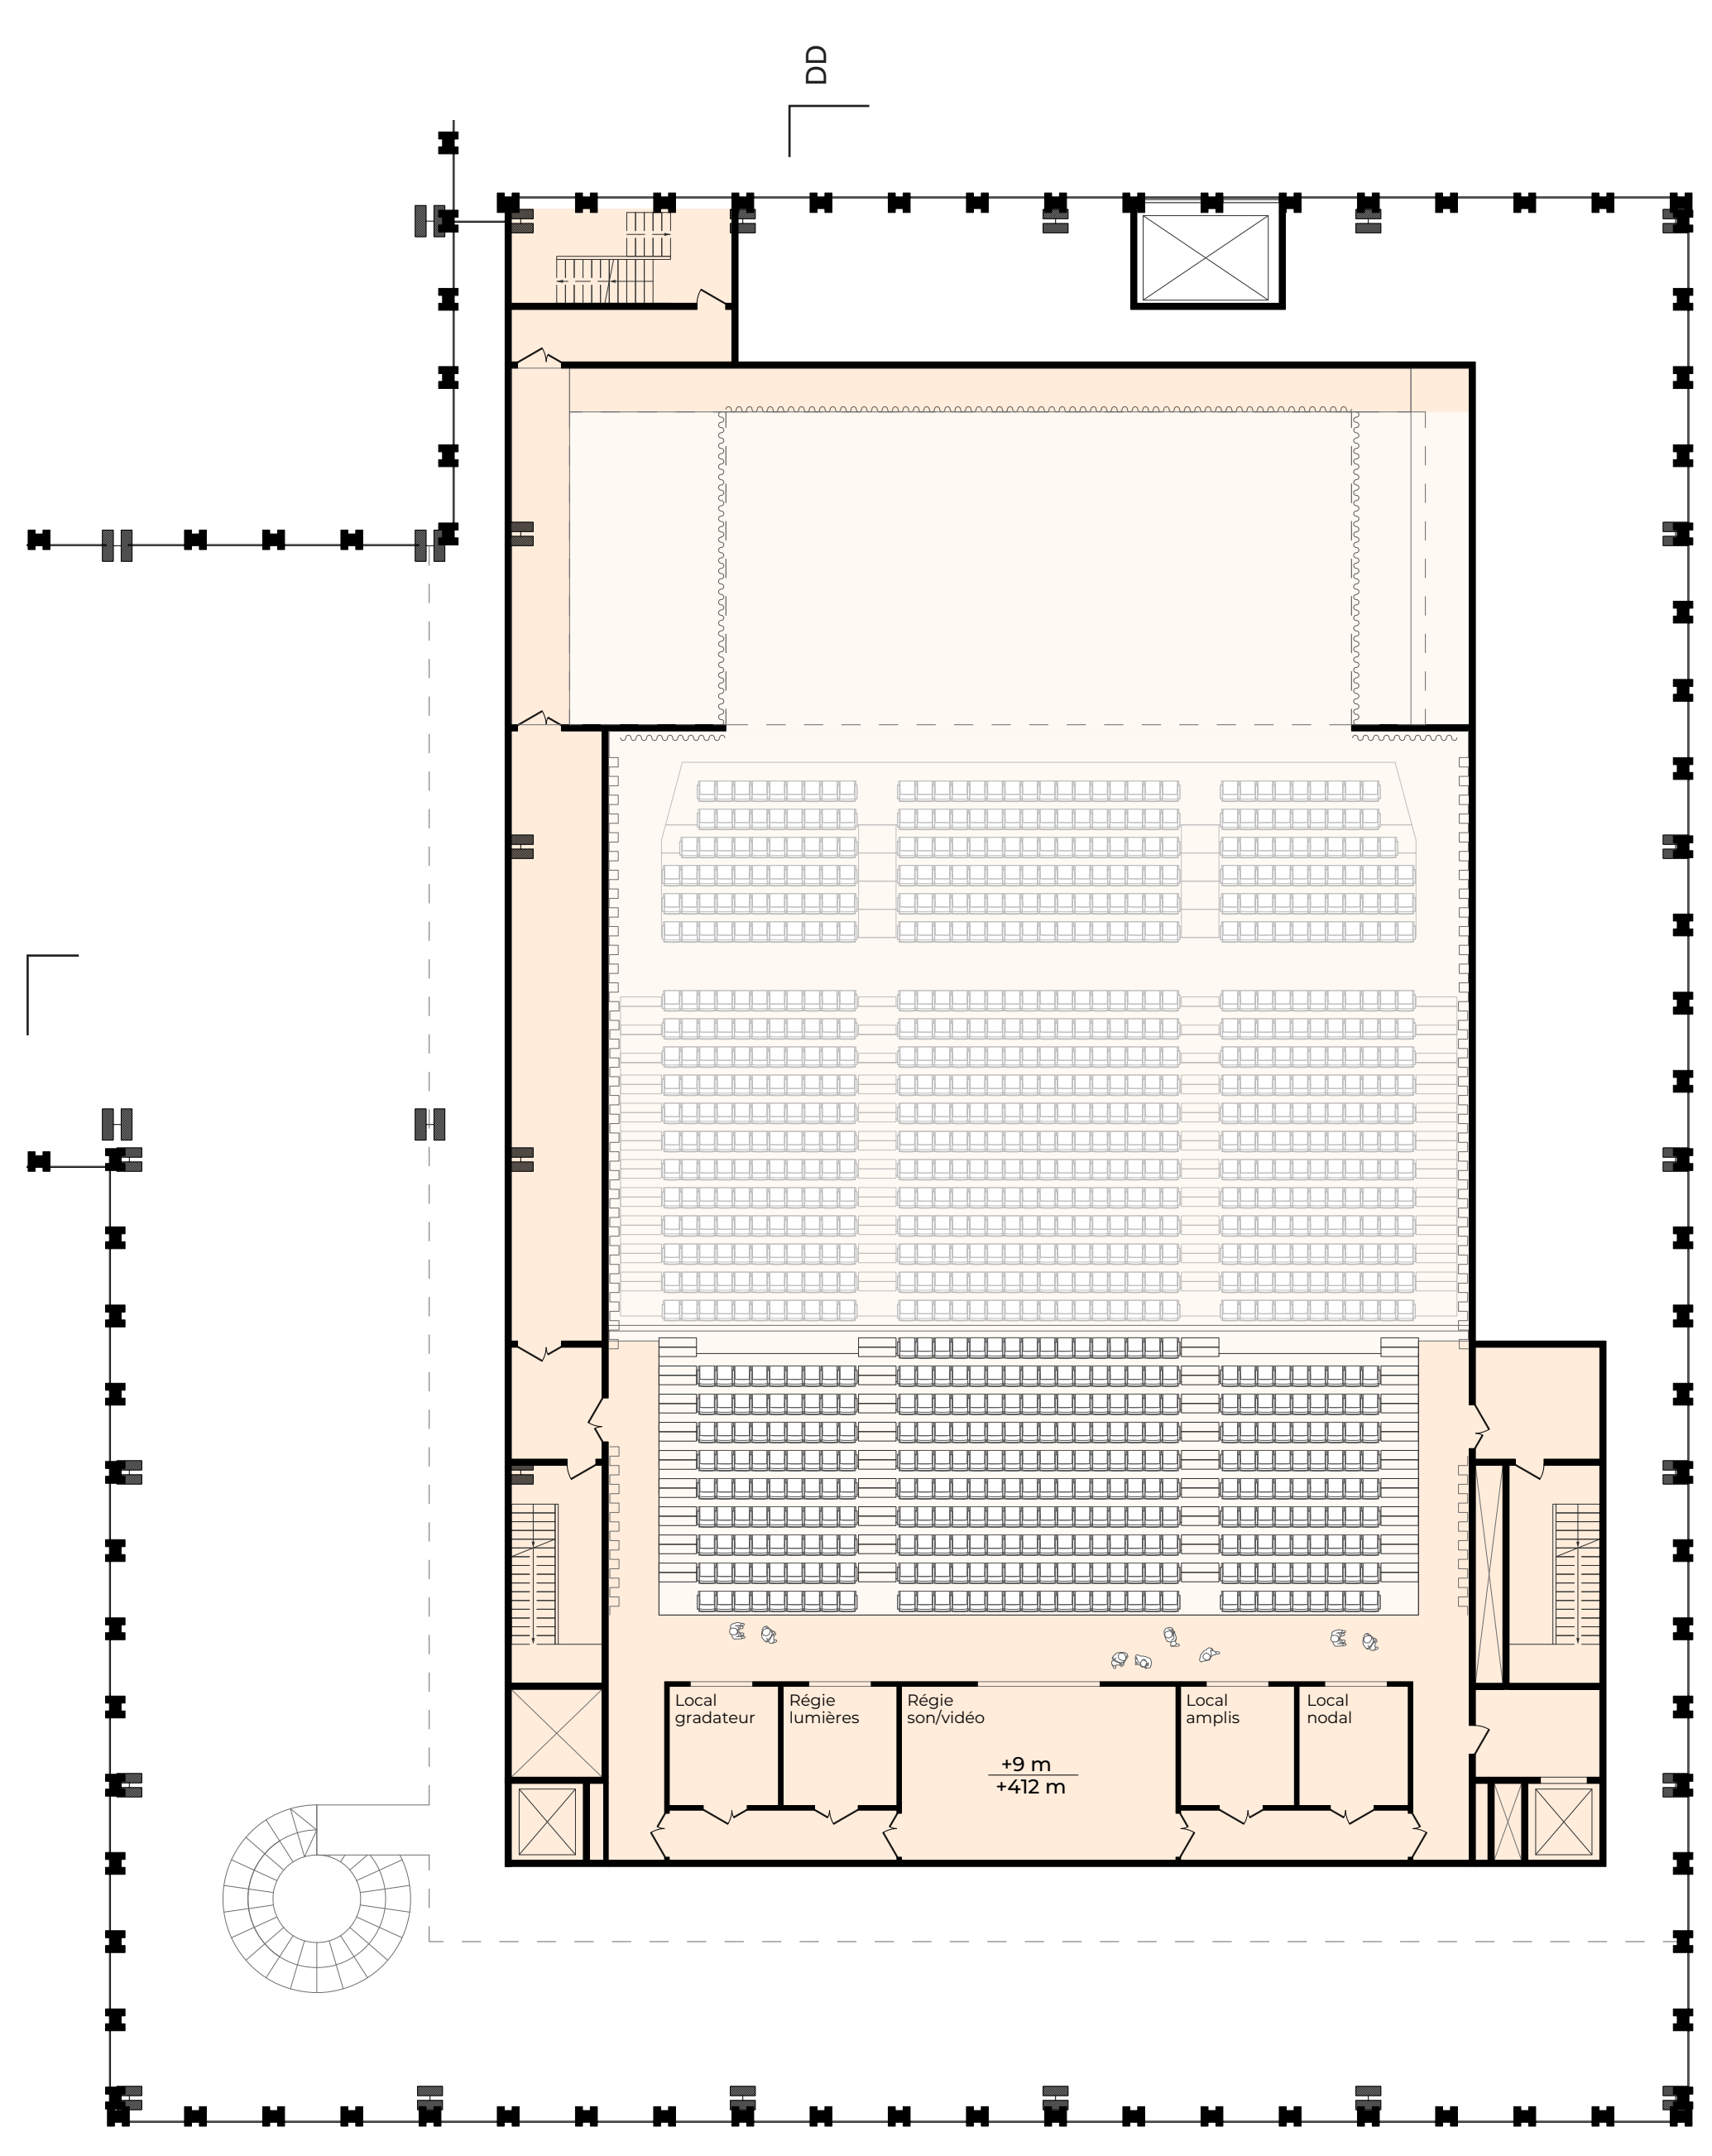 DD
Local
gradateur
Régie
lumières
Régie
son/vidéo
Local
amplis
Local
nodal
+9 m
+412 m